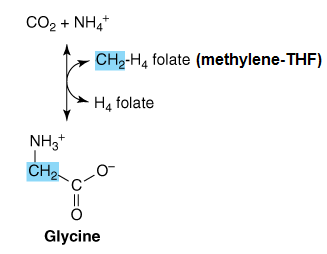 CO₂ + NH₄⁺
CH₂-H₄ folate (methylene-THF)
H₄ folate
NH₃⁺
CH₂
C
O⁻
O
Glycine